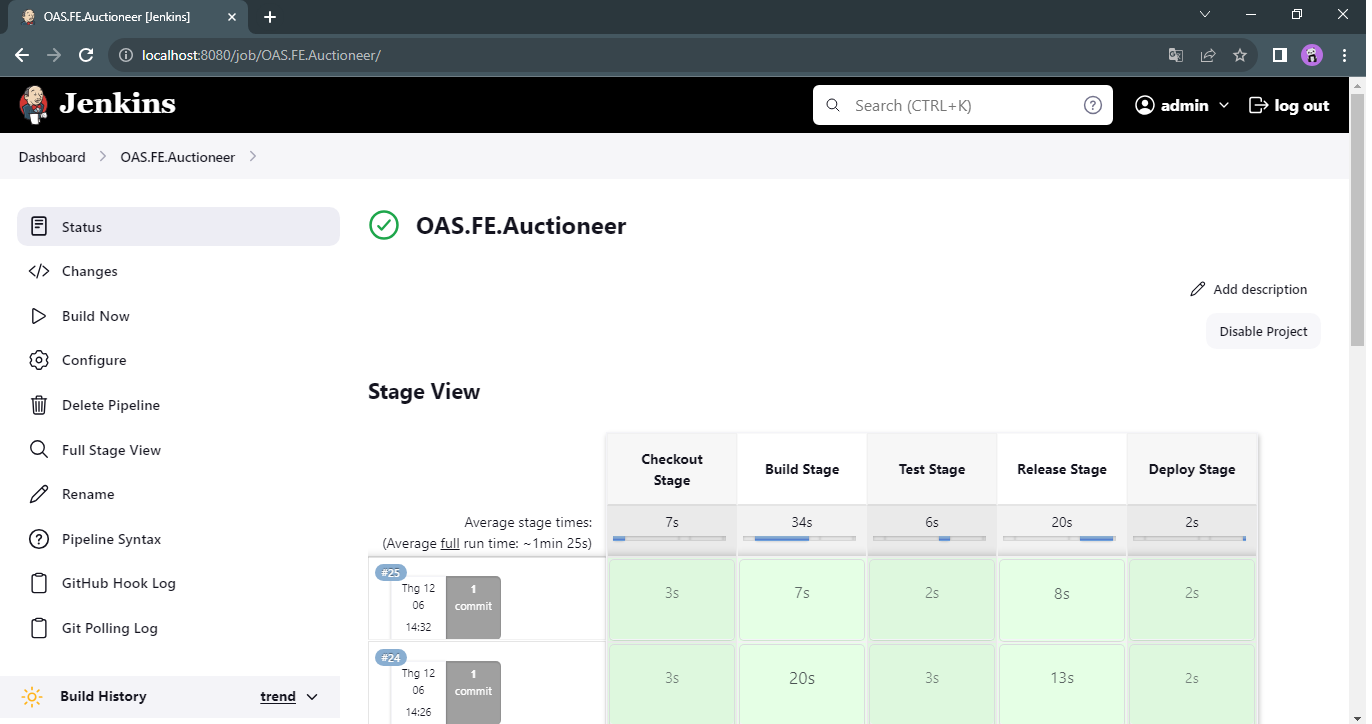 OAS.FE.Auctioneer [Jenkins]
localhost:8080/job/OAS.FE.Auctioneer/
Jenkins
Search (CTRL+K)
admin
log out
Dashboard
OAS.FE.Auctioneer
Status
Changes
Build Now
Configure
Delete Pipeline
Full Stage View
Rename
Pipeline Syntax
GitHub Hook Log
Git Polling Log
Build History
trend
OAS.FE.Auctioneer
Add description
Disable Project
Stage View
Checkout
Stage
Build Stage
Test Stage
Release Stage
Deploy Stage
Average stage times:
7s
34s
6s
20s
2s
(Average full run time: ~1min 25s)
#25
Thg 12
06
14:32
1
commit
3s
7s
2s
8s
2s
#24
Thg 12
06
14:26
1
commit
3s
20s
3s
13s
2s